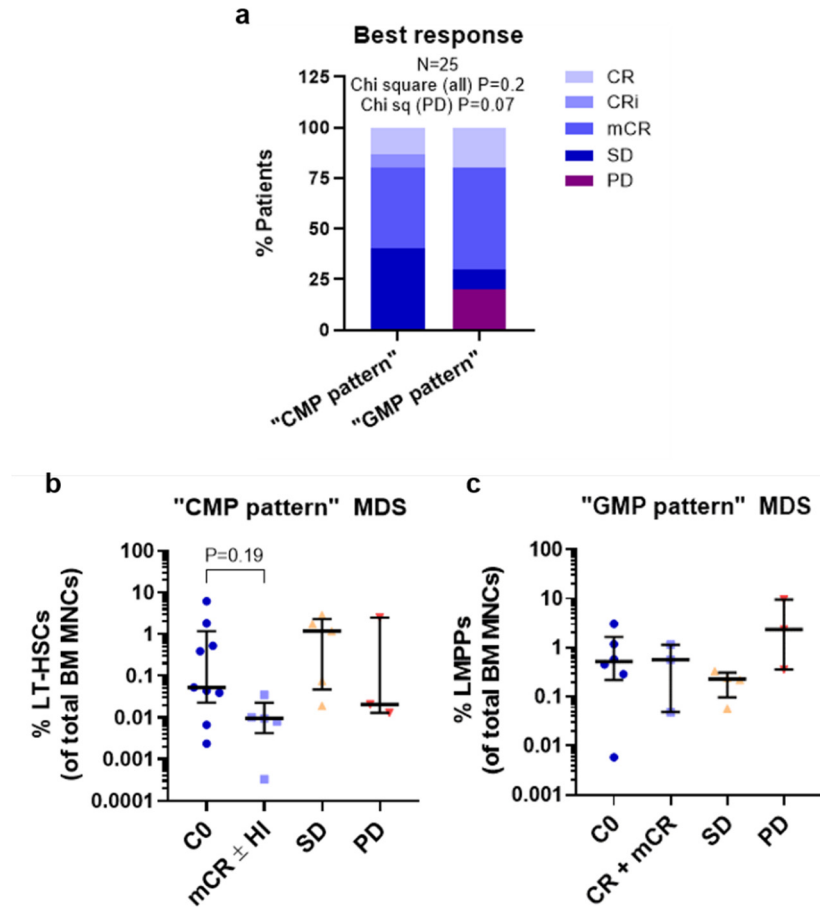 a
Best response
N=25
Chi square (all) P=0.2
Chi sq (PD) P=0.07
125
100
75
50
25
0
% Patients
"CMP pattern"
"GMP pattern"
CR
CRi
mCR
SD
PD
b
"CMP pattern" MDS
P=0.19
100
10
1
0.1
0.01
0.001
0.0001
% LT-HSCs
(of total BM MNCs)
C0
mCR ± HI
SD
PD
c
"GMP pattern" MDS
100
10
1
0.1
0.01
0.001
% LMPPs
(of total BM MNCs)
C0
CR + mCR
SD
PD